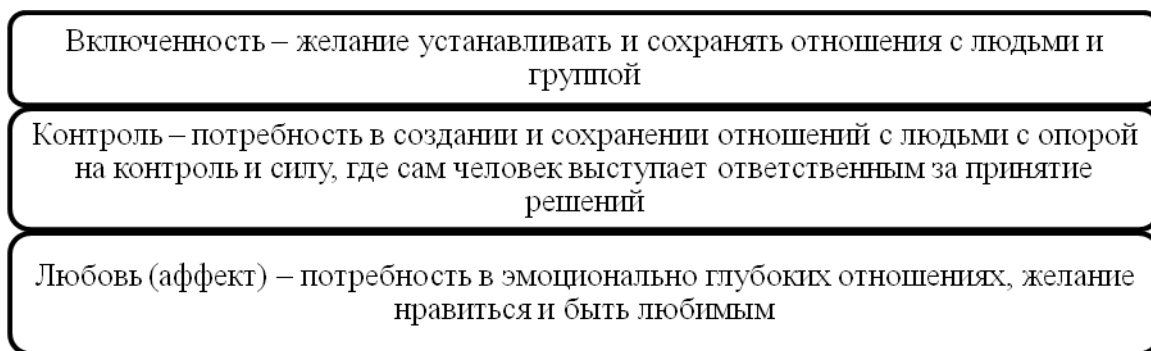 Включенность – желание устанавливать и сохранять отношения с людьми и
группой
Контроль – потребность в создании и сохранении отношений с людьми с опорой
на контроль и силу, где сам человек выступает ответственным за принятие
решений
Любовь (аффект) – потребность в эмоционально глубоких отношениях, желание
нравиться и быть любимым